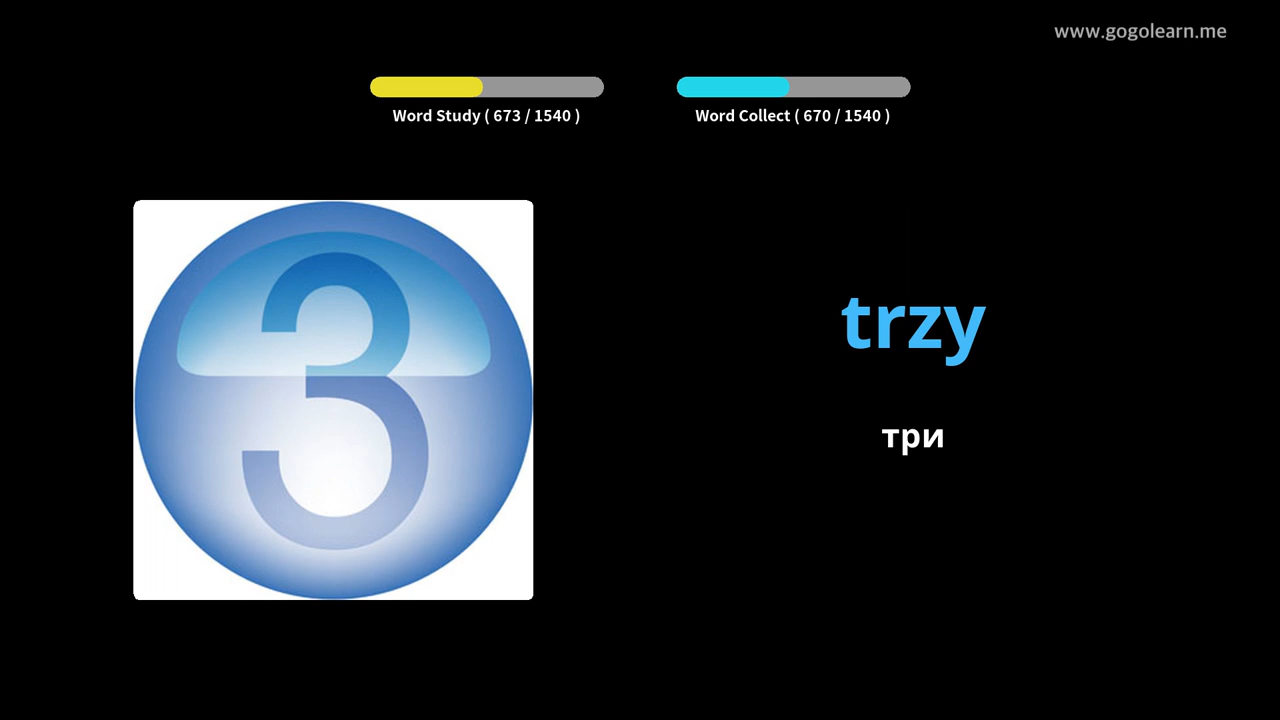 www.gogolearn.me
Word Study ( 673 / 1540 )
Word Collect ( 670 / 1540 )
3
trzy
три